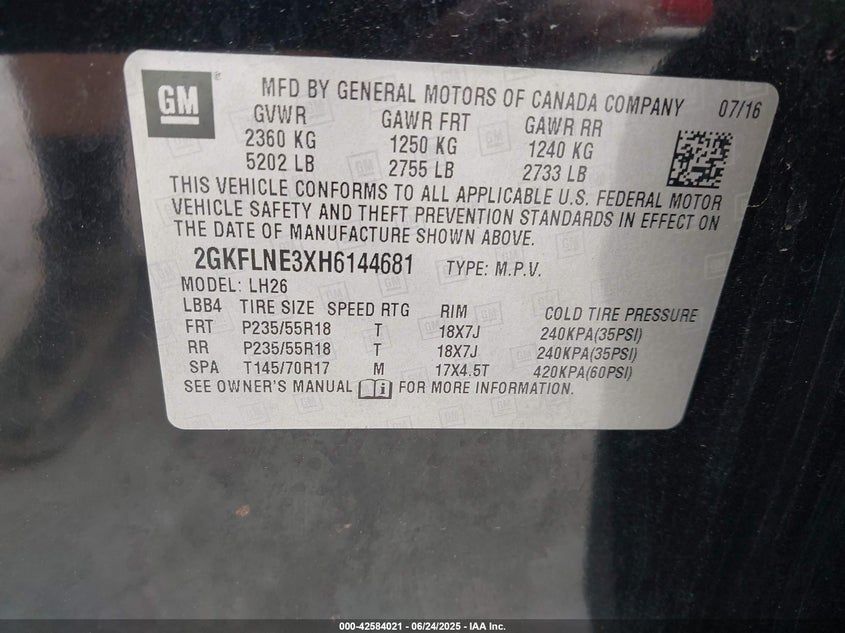 GM
MFD BY GENERAL MOTORS OF CANADA COMPANY 07/16
GVWR GAWR FRT GAWR RR
2360 KG 1250 KG 1240 KG
5202 LB 2755 LB 2733 LB
THIS VEHICLE CONFORMS TO ALL APPLICABLE U.S. FEDERAL MOTOR
VEHICLE SAFETY AND THEFT PREVENTION STANDARDS IN EFFECT ON
THE DATE OF MANUFACTURE SHOWN ABOVE.
2GKFLNE3XH6144681 TYPE: M.P.V.
MODEL: LH26
LBB4 TIRE SIZE SPEED RTG RIM COLD TIRE PRESSURE
FRT P235/55R18 T 18X7J 240KPA(35PSI)
RR P235/55R18 T 18X7J 240KPA(35PSI)
SPA T145/70R17 M 17X4.5T 420KPA(60PSI)
SEE OWNER'S MANUAL FOR MORE INFORMATION.
000-42584021 - 06/24/2025 - IAA Inc.